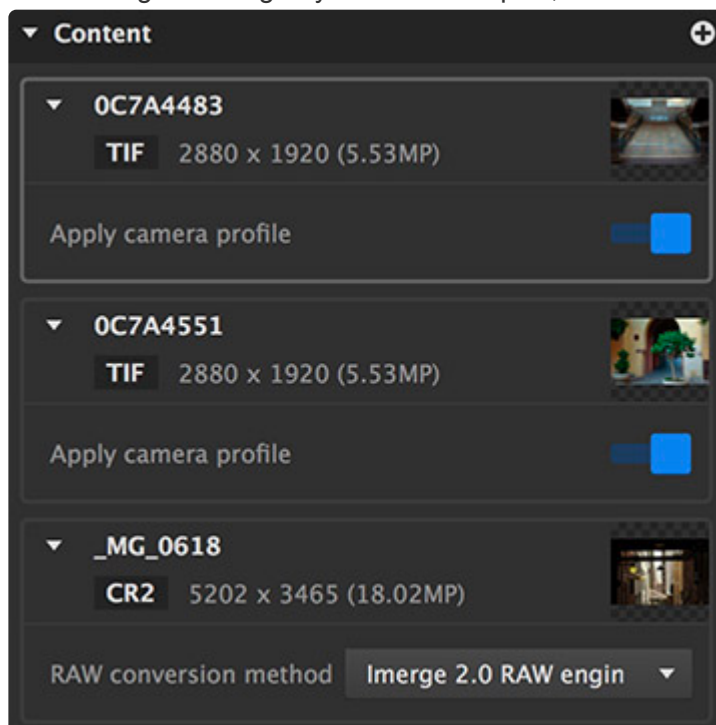 Content
0C7A4483
TIF 2880 x 1920 (5.53MP)
Apply camera profile
0C7A4551
TIF 2880 x 1920 (5.53MP)
Apply camera profile
_MG_0618
CR2 5202 x 3465 (18.02MP)
RAW conversion method Imerge 2.0 RAW engin